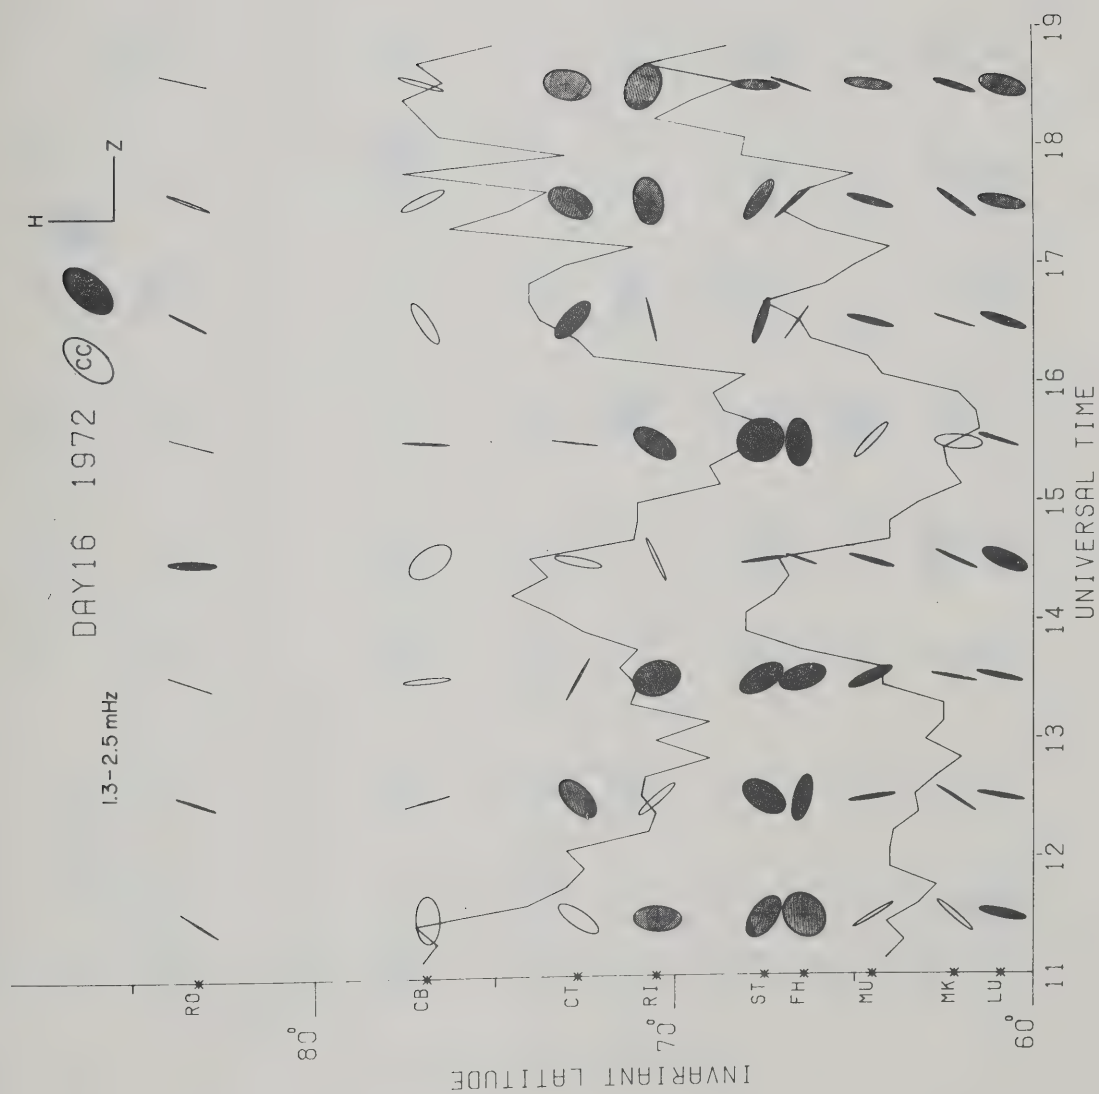 DAY16 1972
1.3-2.5 mHz
CC
H
Z
80°
70°
60°
RO
CB
CT
RI
ST
FH
MU
MK
LU
INVARIANT LATITUDE
11 12 13 14 15 16 17 18 19
UNIVERSAL TIME